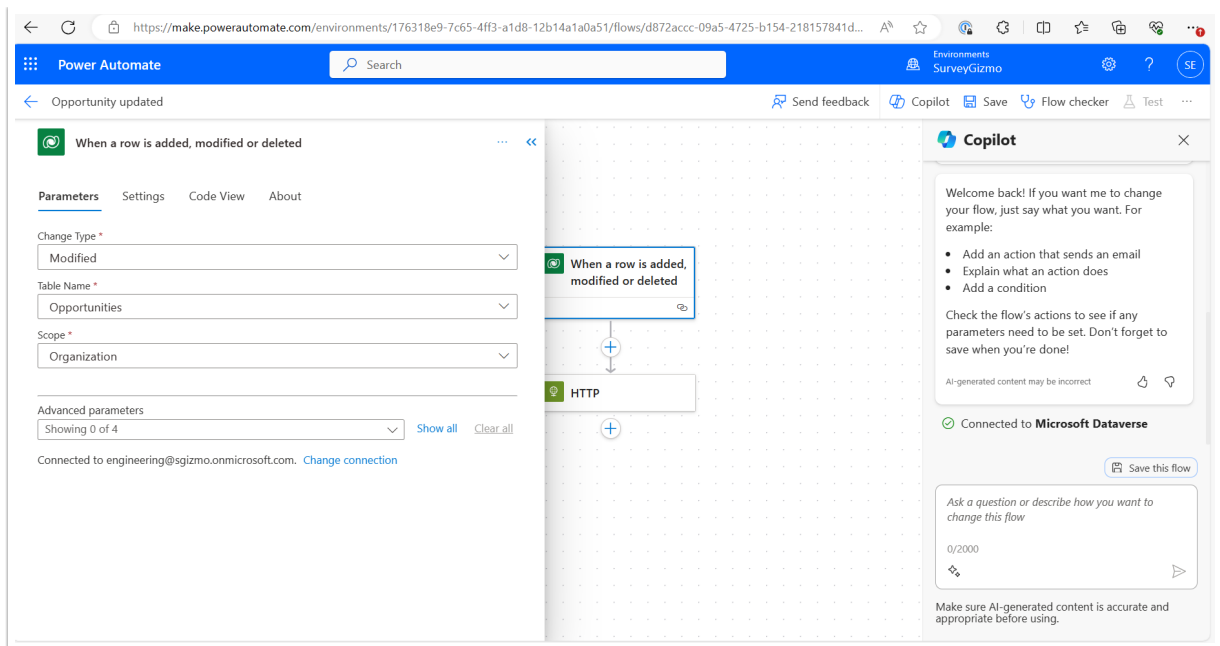 https://make.powerautomate.com/environments/176318e9-7c65-4ff3-a1d8-12b14a1a0a51/flows/d872accc-09a5-4725-b154-218157841d...
Power Automate
Search
Environments
SurveyGizmo
?
SE
Opportunity updated
Send feedback
Copilot
Save
Flow checker
Test
...
When a row is added, modified or deleted
...
Parameters
Settings
Code View
About
Change Type *
Modified
Table Name *
Opportunities
Scope *
Organization
Advanced parameters
Showing 0 of 4
Show all
Clear all
Connected to engineering@sgizmo.onmicrosoft.com. Change connection
When a row is added,
modified or deleted
HTTP
Copilot
Welcome back! If you want me to change
your flow, just say what you want. For
example:
• Add an action that sends an email
• Explain what an action does
• Add a condition
Check the flow's actions to see if any
parameters need to be set. Don't forget to
save when you're done!
AI-generated content may be incorrect
Connected to Microsoft Dataverse
Save this flow
Ask a question or describe how you want to
change this flow
0/2000
Make sure AI-generated content is accurate and
appropriate before using.